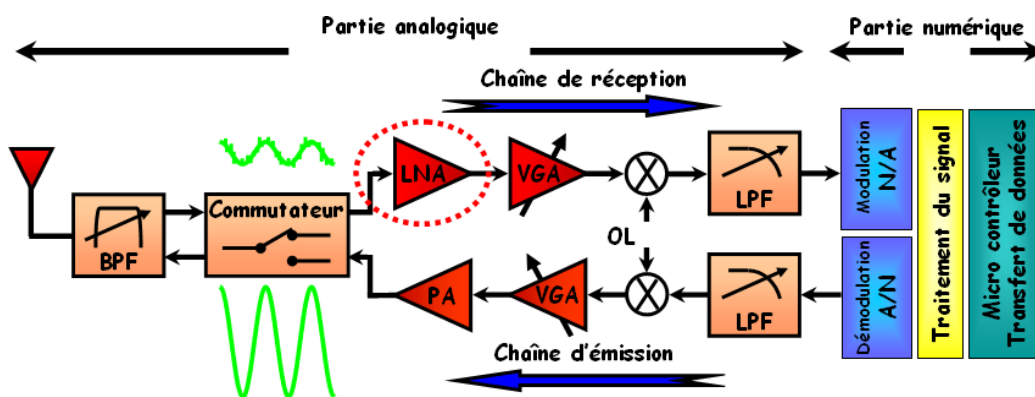 Partie analogique
Partie numérique
Chaîne de réception
LNA
VGA
LPF
Commutateur
BPF
OL
PA
VGA
LPF
Chaîne d'émission
Modulation
N/A
Démodulation
A/N
Traitement du signal
Micro contrôleur
Transfert de données